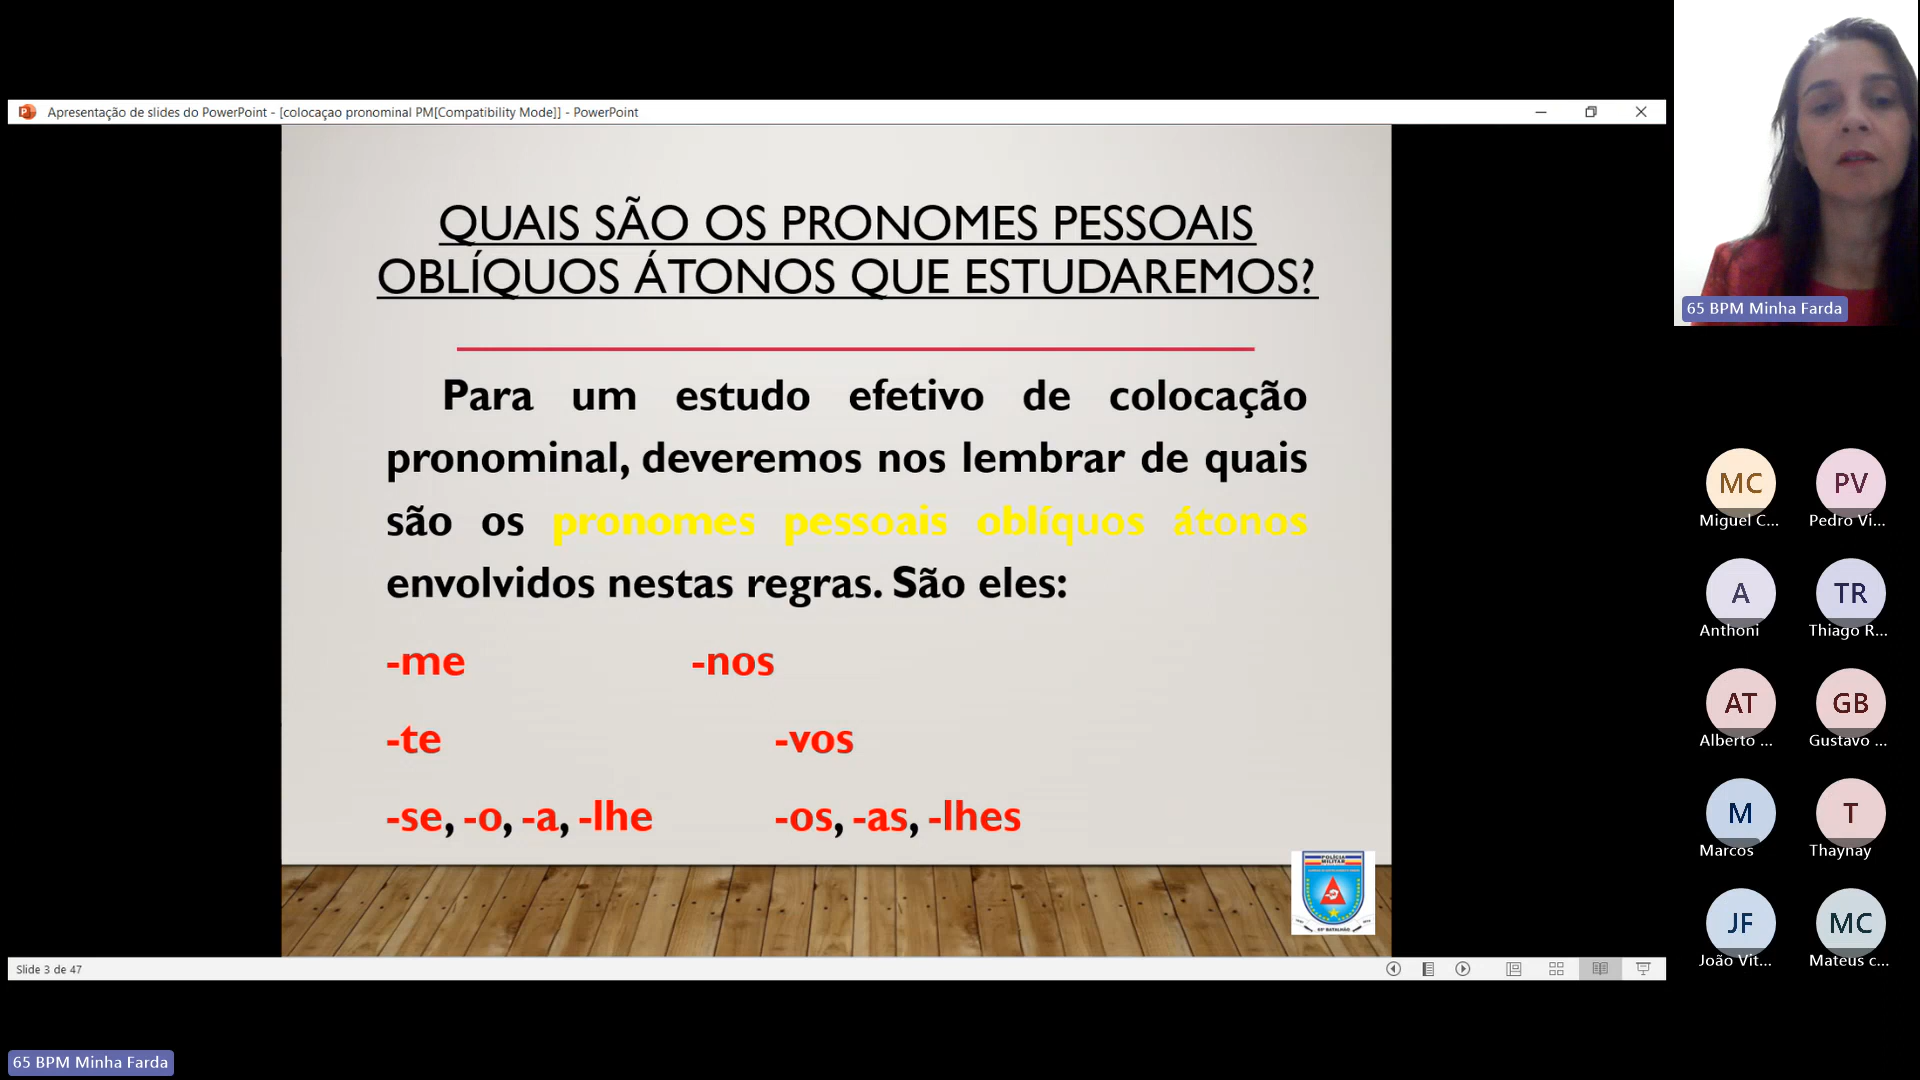 Apresentação de slides do PowerPoint - [colocaçao pronominal PM[Compatibility Mode]] - PowerPoint
QUAIS SÃO OS PRONOMES PESSOAIS
OBLÍQUOS ÁTONOS QUE ESTUDAREMOS?
Para um estudo efetivo de colocação
pronominal, deveremos nos lembrar de quais
são os pronomes pessoais oblíquos átonos
envolvidos nestas regras. São eles:
-me -nos
-te -vos
-se, -o, -a, -lhe -os, -as, -lhes
POLÍCIA
MILITAR
65º BATALHÃO
Slide 3 de 47
65 BPM Minha Farda
65 BPM Minha Farda
MC PV
Miguel C... Pedro Vi...
A TR
Anthoni Thiago R...
AT GB
Alberto ... Gustavo ...
M T
Marcos Thaynay
JF MC
João Vit... Mateus c...